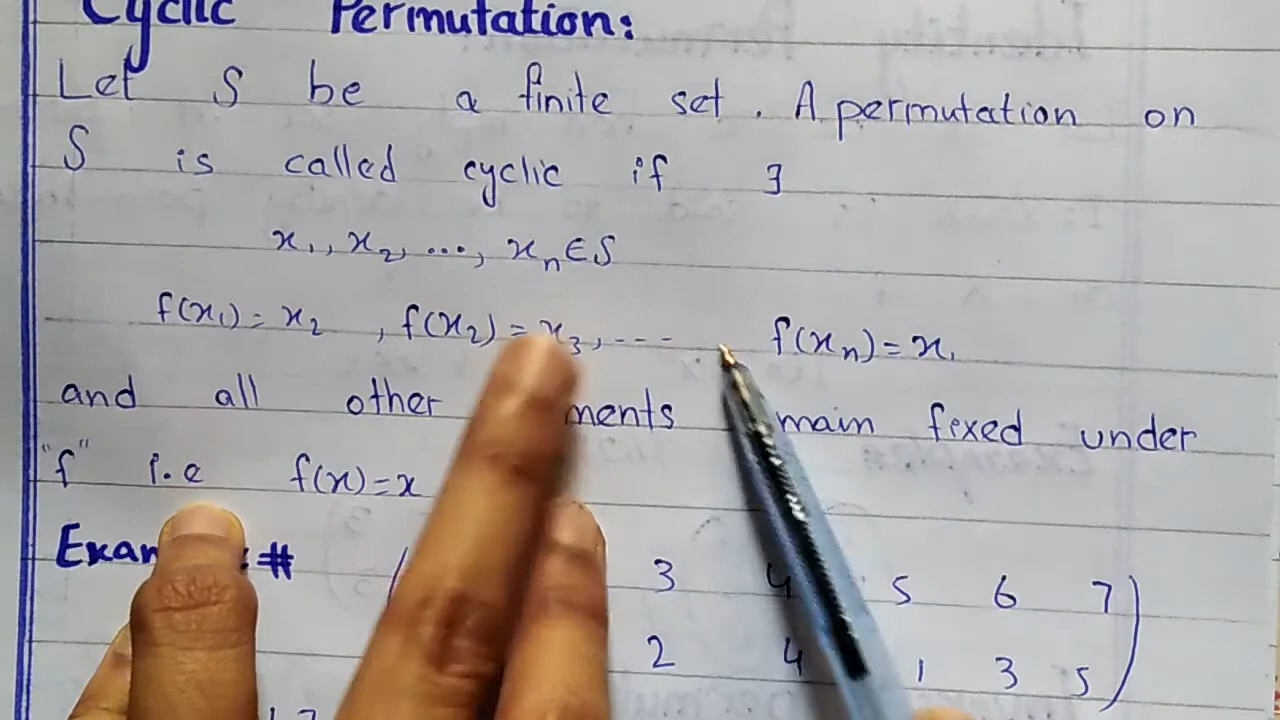 Cyclic Permutation:
Let S be a finite set. A permutation on
S is called cyclic if ∃
x₁, x₂, ..., xₙ ∈ S
f(x₁) = x₂ , f(x₂) = x₃, --- f(xₙ) = x₁
and all other ments main fixed under
"f" i.e f(x) = x
Exam : # ( 3 4 5 6 7 )
2 4 1 3 5